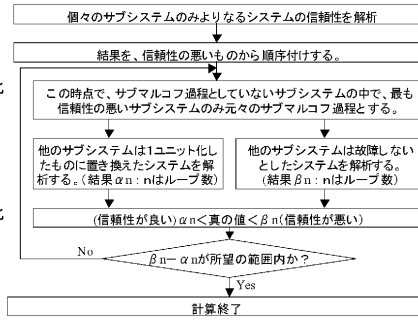 個々のサブシステムのみよりなるシステムの信頼性を解析
結果を、信頼性の悪いものから順序付けする。
この時点で、サブマルコフ過程としていないサブシステムの中で、最も
信頼性の悪いサブシステムのみ元々のサブマルコフ過程とする。
他のサブシステムは1ユニット化し
たものに置き換えたシステムを解
析する。(結果αn:nはループ数)
他のサブシステムは故障しない
としたシステムを解析する。
(結果βn:nはループ数)
(信頼性が良い)αn<真の値<βn(信頼性が悪い)
No
βn-αnが所望の範囲内か?
Yes
計算終了